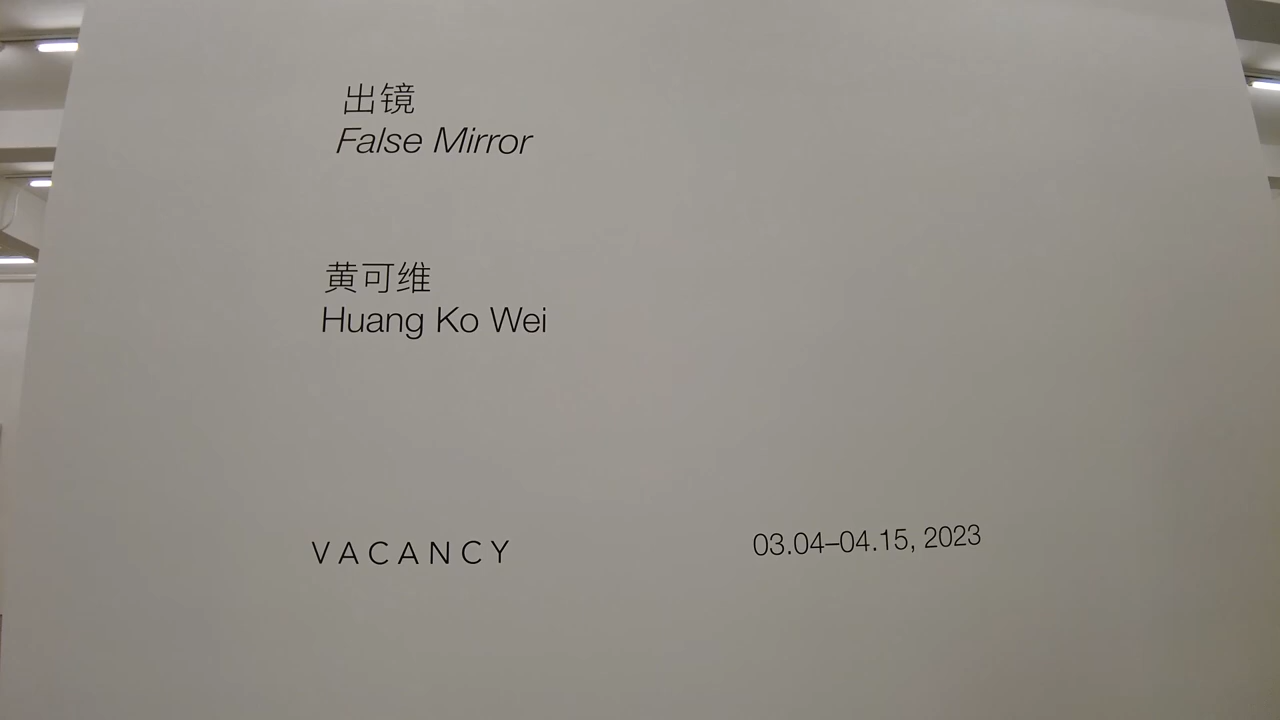 出镜
False Mirror
黄可维
Huang Ko Wei
VACANCY
03.04–04.15, 2023